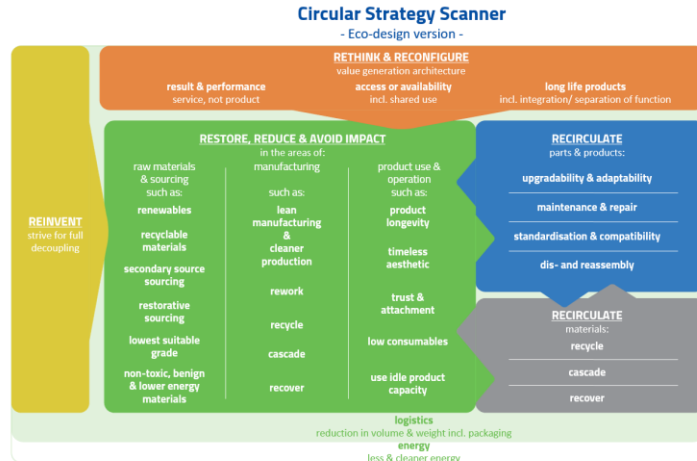 Circular Strategy Scanner
- Eco-design version -
RETHINK & RECONFIGURE
value generation architecture
result & performance
service, not product
access or availability
incl. shared use
long life products
incl. integration/ separation of function
REINVENT
strive for full
decoupling
RESTORE, REDUCE & AVOID IMPACT
in the areas of:
raw materials
& sourcing
such as:
renewables
recyclable
materials
secondary source
sourcing
restorative
sourcing
lowest suitable
grade
non-toxic, benign
& lower energy
materials
manufacturing
such as:
lean
manufacturing
&
cleaner
production
rework
recycle
cascade
recover
product use &
operation
such as:
product
longevity
timeless
aesthetic
trust &
attachment
low consumables
use idle product
capacity
RECIRCULATE
parts & products:
upgradability & adaptability
maintenance & repair
standardisation & compatibility
dis- and reassembly
RECIRCULATE
materials:
recycle
cascade
recover
logistics
reduction in volume & weight incl. packaging
energy
less & cleaner energy